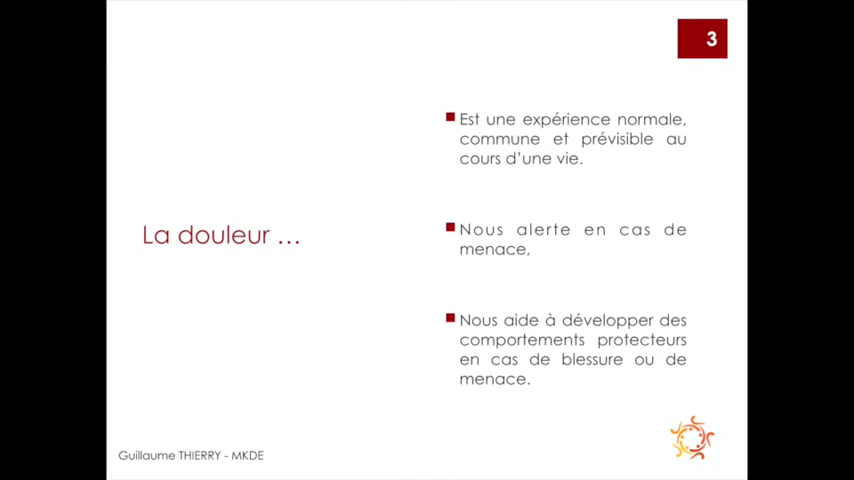 3
Est une expérience normale,
commune et prévisible au
cours d'une vie.
La douleur ...
Nous alerte en cas de
menace,
Nous aide à développer des
comportements protecteurs
en cas de blessure ou de
menace.
Guillaume THIERRY - MKDE